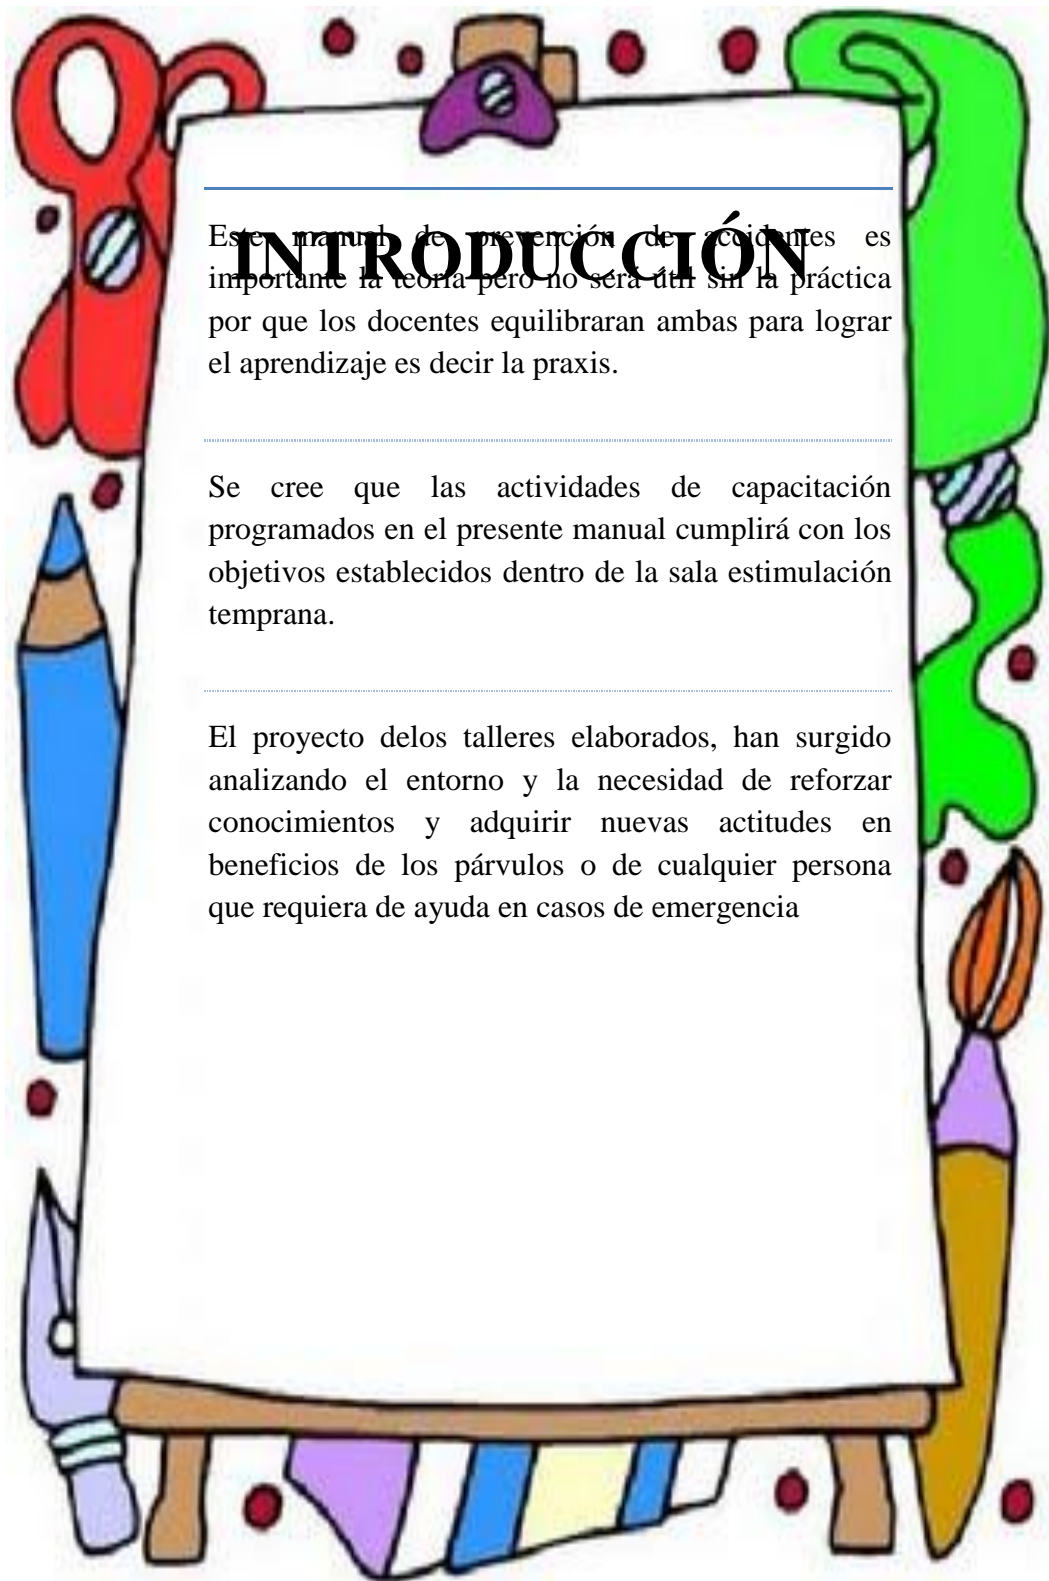 INTRODUCCIÓN
Este manual de prevención de accidentes es
importante la teoría pero no será útil sin la práctica
por que los docentes equilibraran ambas para lograr
el aprendizaje es decir la praxis.
Se cree que las actividades de capacitación
programados en el presente manual cumplirá con los
objetivos establecidos dentro de la sala estimulación
temprana.
El proyecto delos talleres elaborados, han surgido
analizando el entorno y la necesidad de reforzar
conocimientos y adquirir nuevas actitudes en
beneficios de los párvulos o de cualquier persona
que requiera de ayuda en casos de emergencia